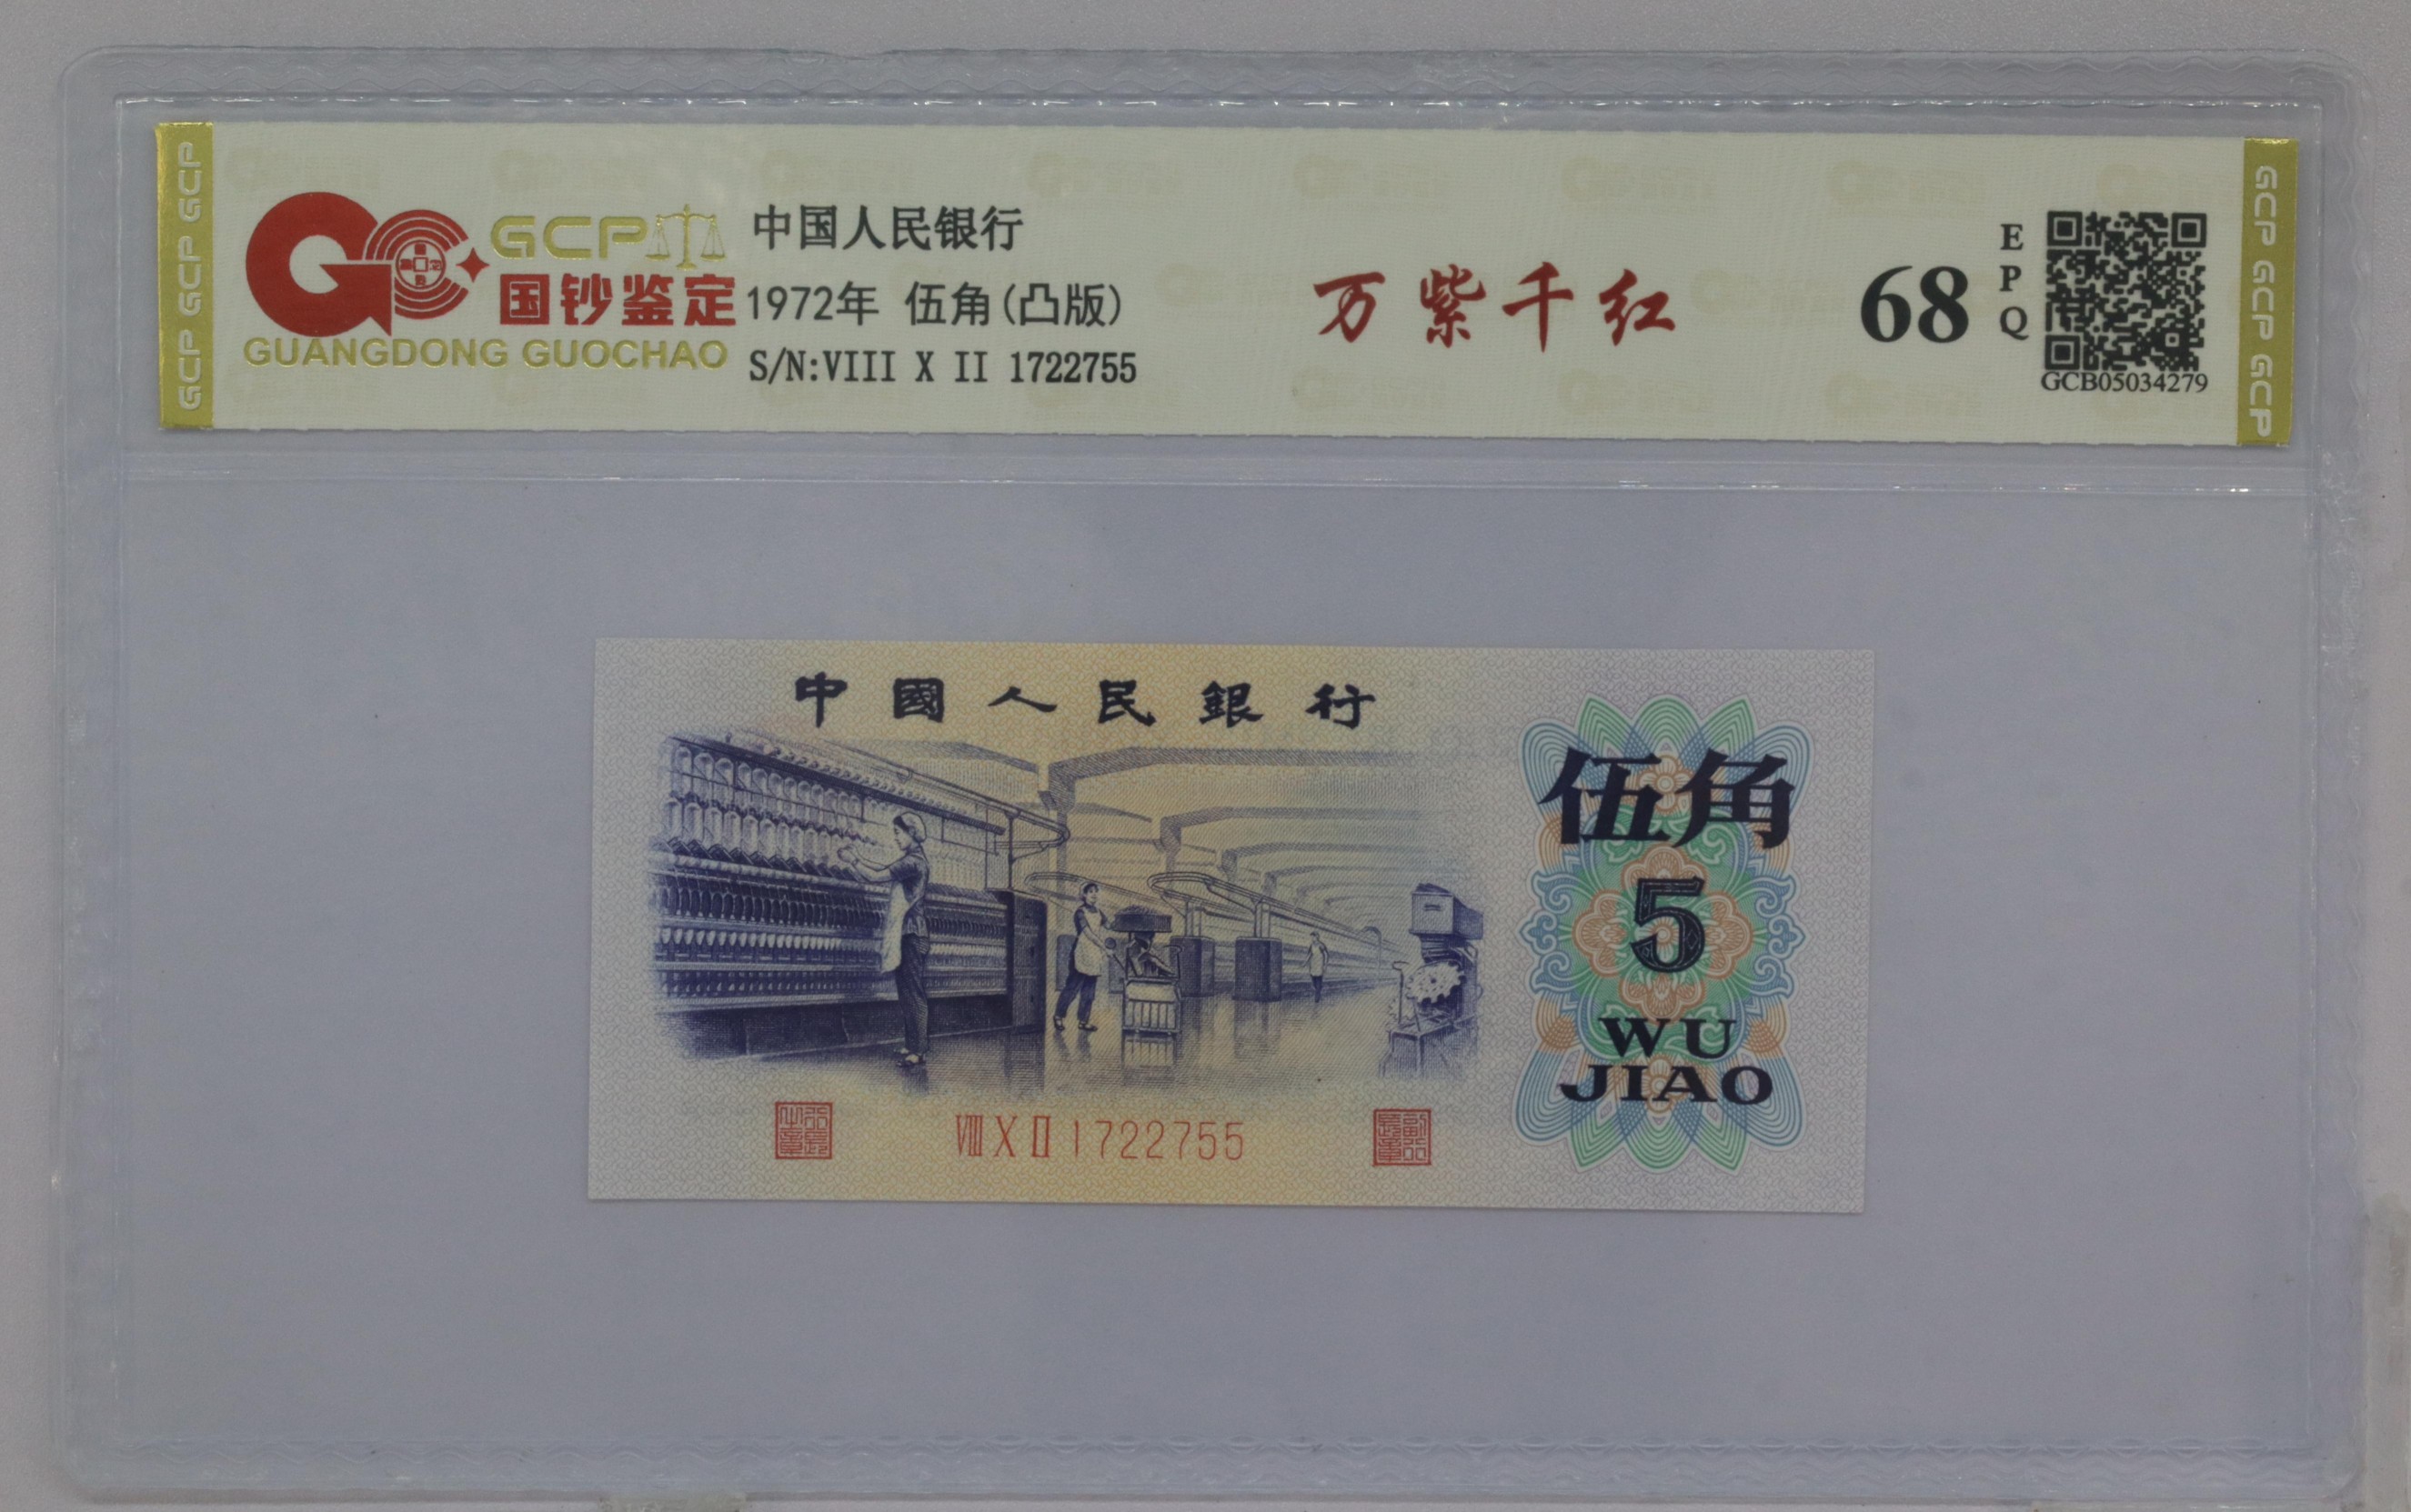 GCP GCP GCP
GCP
国钞鉴定
GUANGDONG GUOCHAO
中国人民银行
1972年 伍角(凸版)
S/N:VIII X II 1722755
万紫千红
68
EPQ
GCB05034279
GCP GCP GCP
中國人民銀行
伍角
5
WU
JIAO
VIII X II 1722755